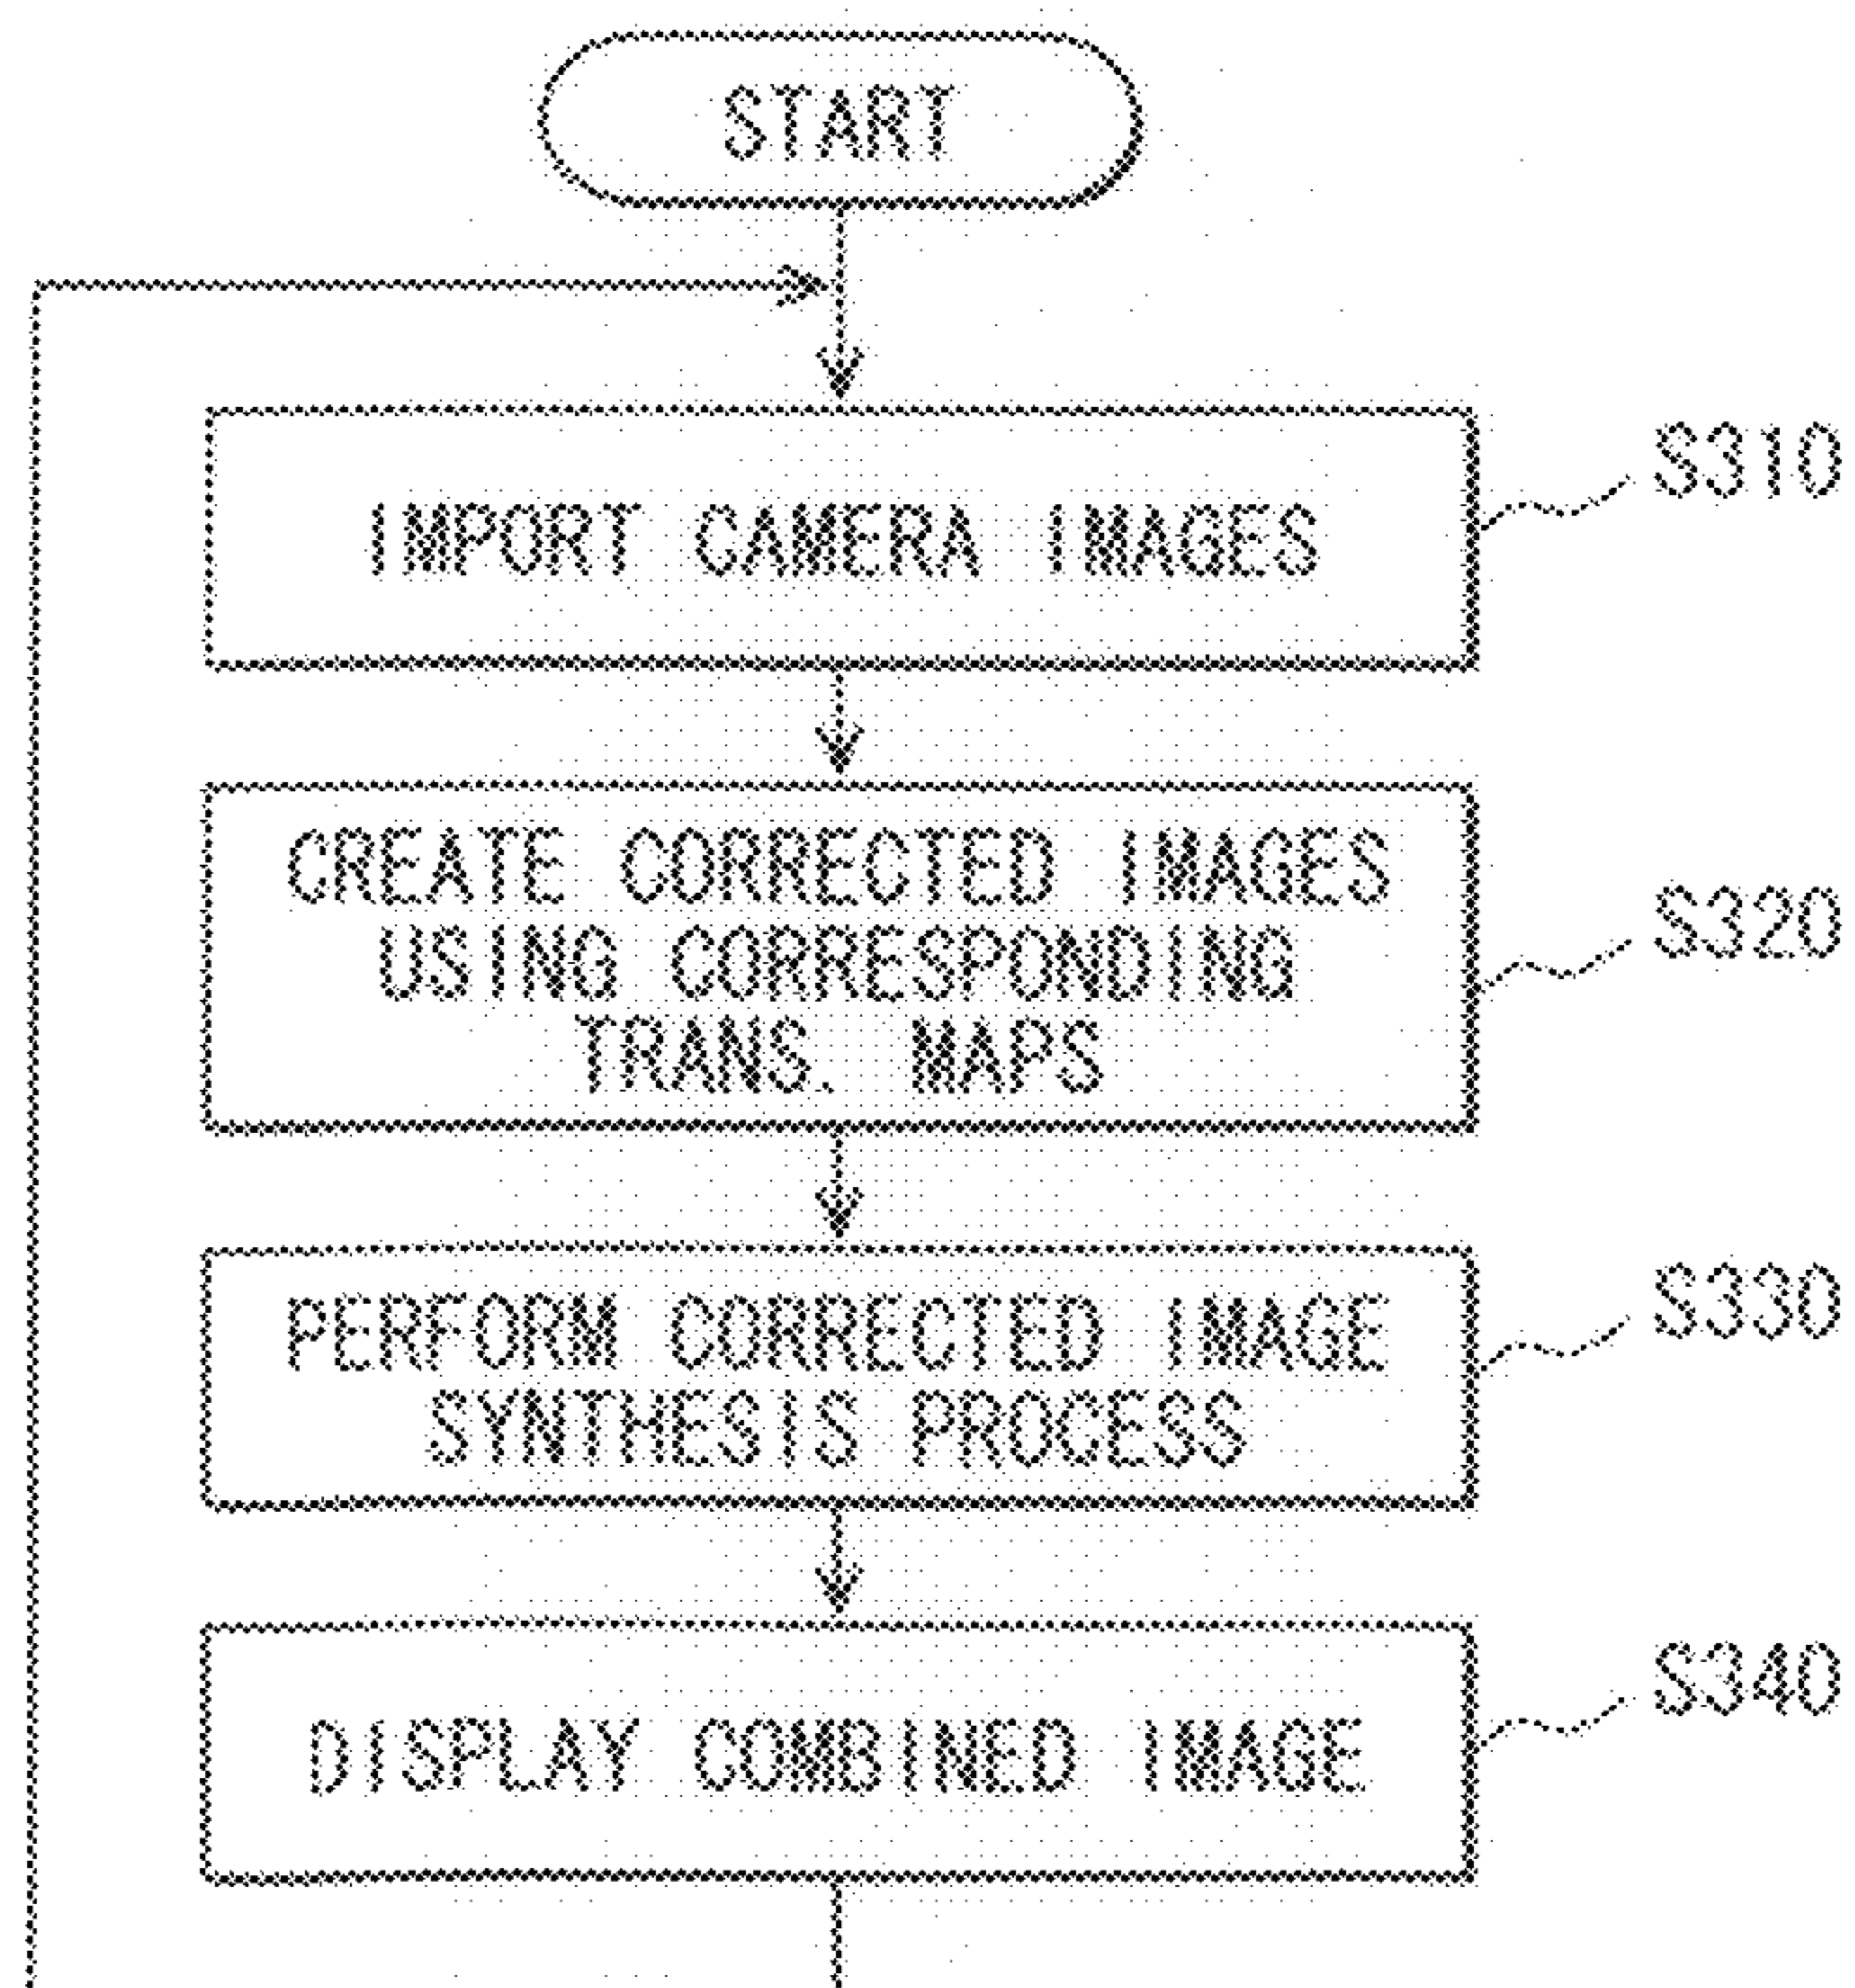 START
IMPORT CAMERA IMAGES
S310
CREATE CORRECTED IMAGES
USING CORRESPONDING
TRANS. MAPS
S320
PERFORM CORRECTED IMAGE
SYNTHESIS PROCESS
S330
DISPLAY COMBINED IMAGE
S340